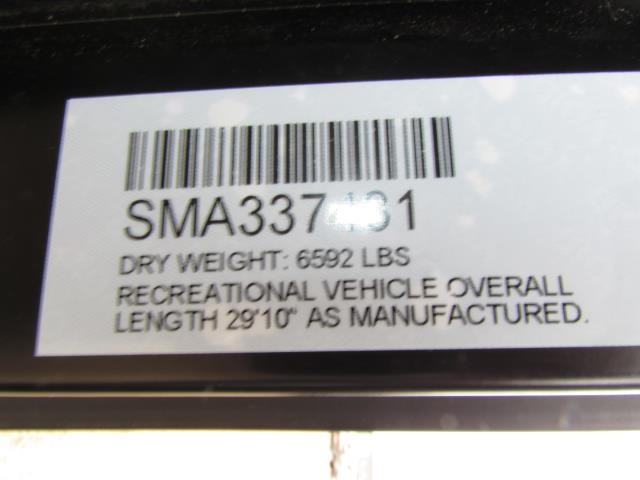 DRY WEIGHT: 6592 LBS
RECREATIONAL VEHICLE OVERALL
LENGTH 29'10" AS MANUFACTURED.